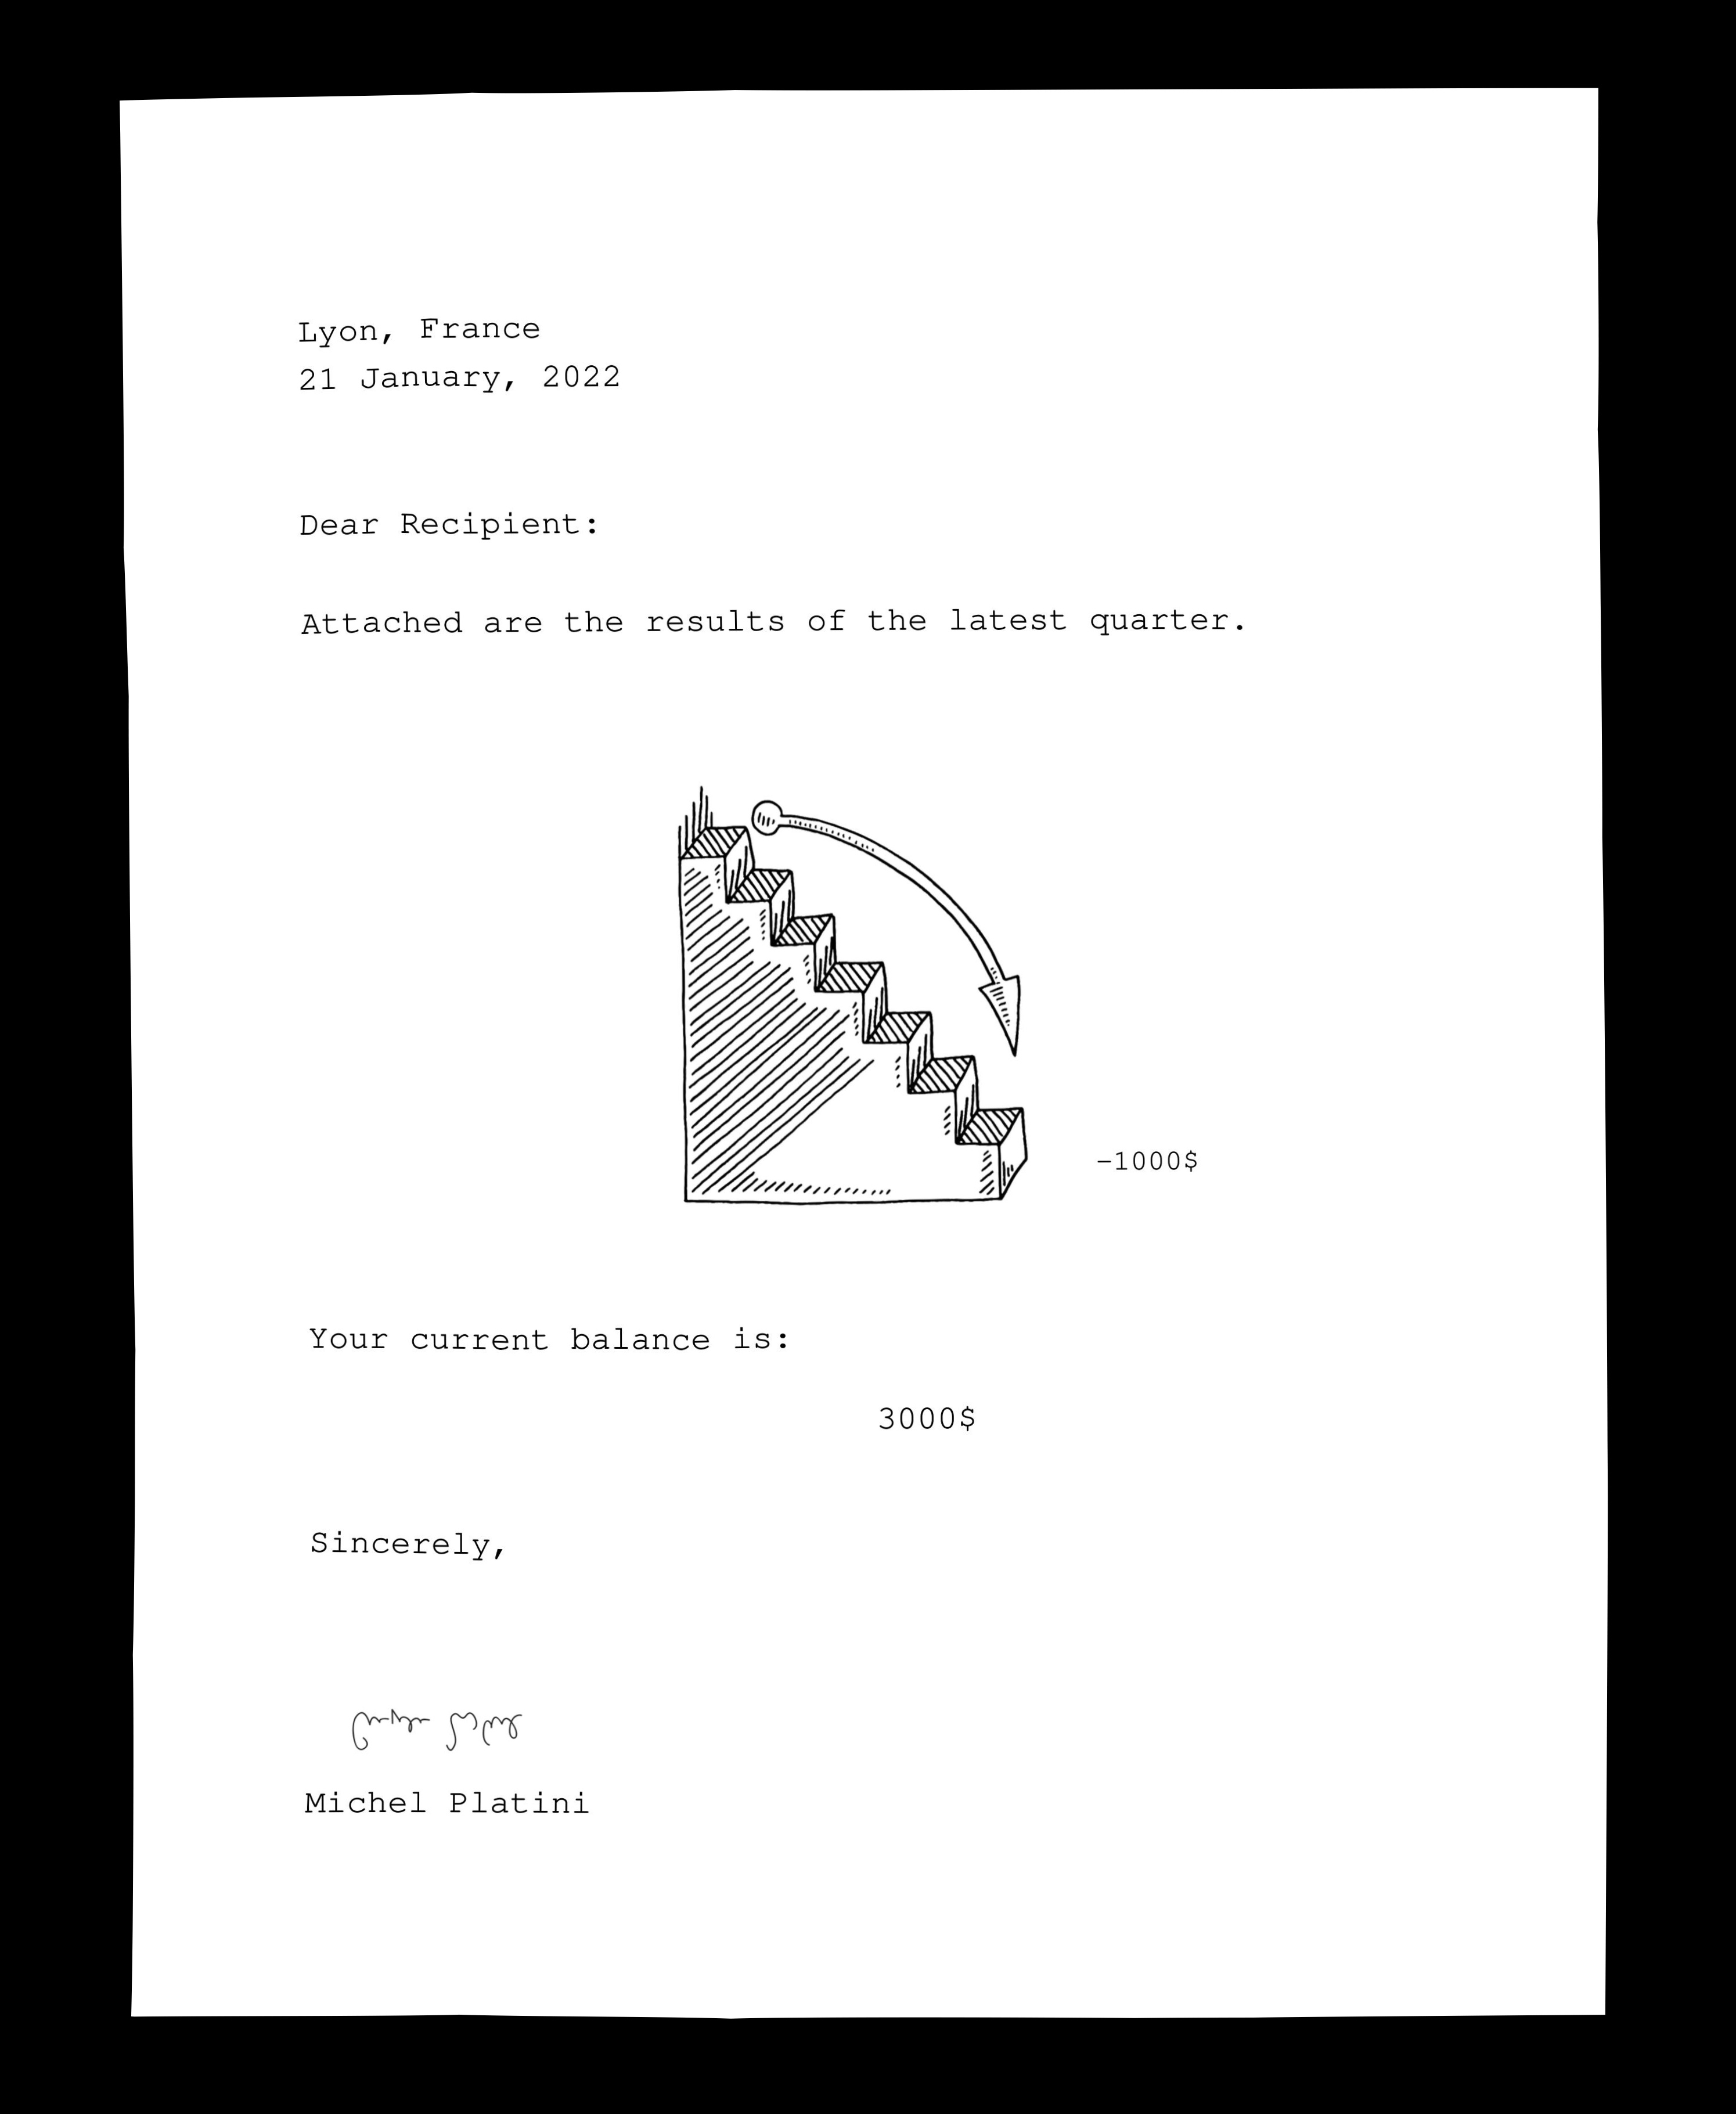 Lyon, France
21 January, 2022
Dear Recipient:
Attached are the results of the latest quarter.
-1000$
Your current balance is:
3000$
Sincerely,
Michel Platini